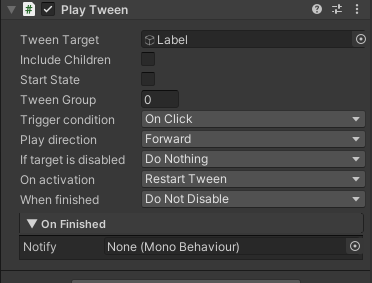 Play Tween
Tween Target Label
Include Children
Start State
Tween Group 0
Trigger condition On Click
Play direction Forward
If target is disabled Do Nothing
On activation Restart Tween
When finished Do Not Disable
On Finished
Notify None (Mono Behaviour)